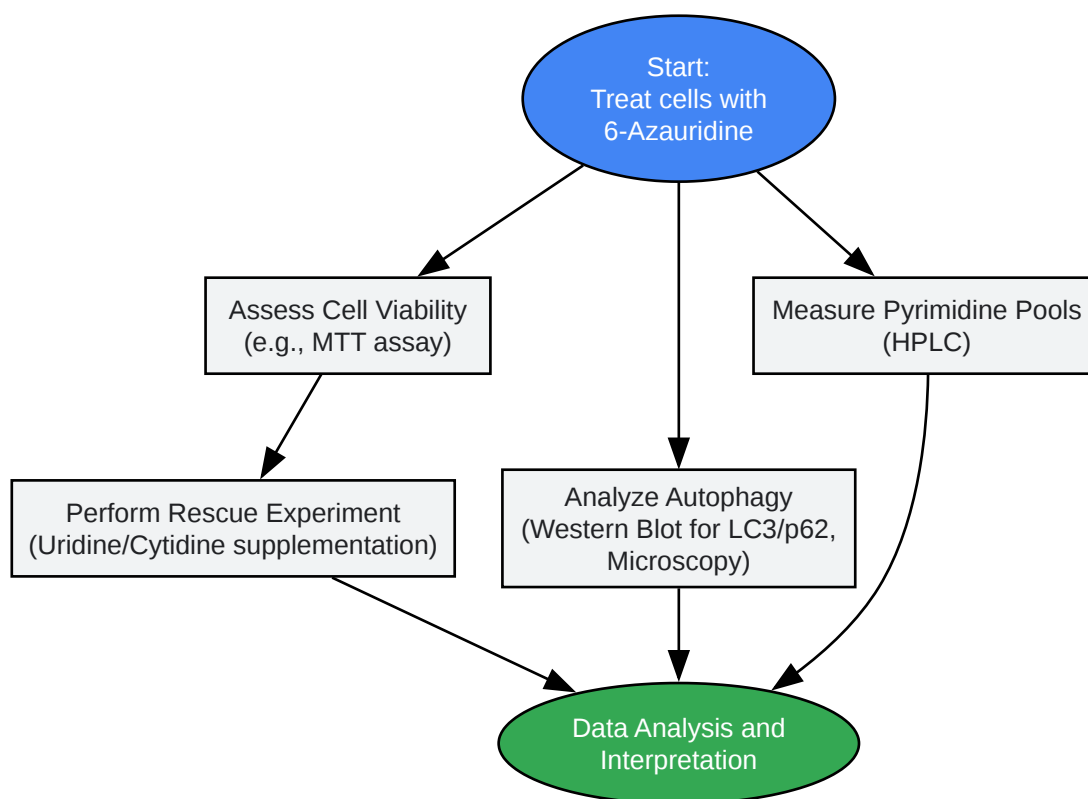 Start:
Treat cells with
6-Azauridine
Assess Cell Viability
(e.g., MTT assay)
Measure Pyrimidine Pools
(HPLC)
Perform Rescue Experiment
(Uridine/Cytidine supplementation)
Analyze Autophagy
(Western Blot for LC3/p62,
Microscopy)
Data Analysis and
Interpretation